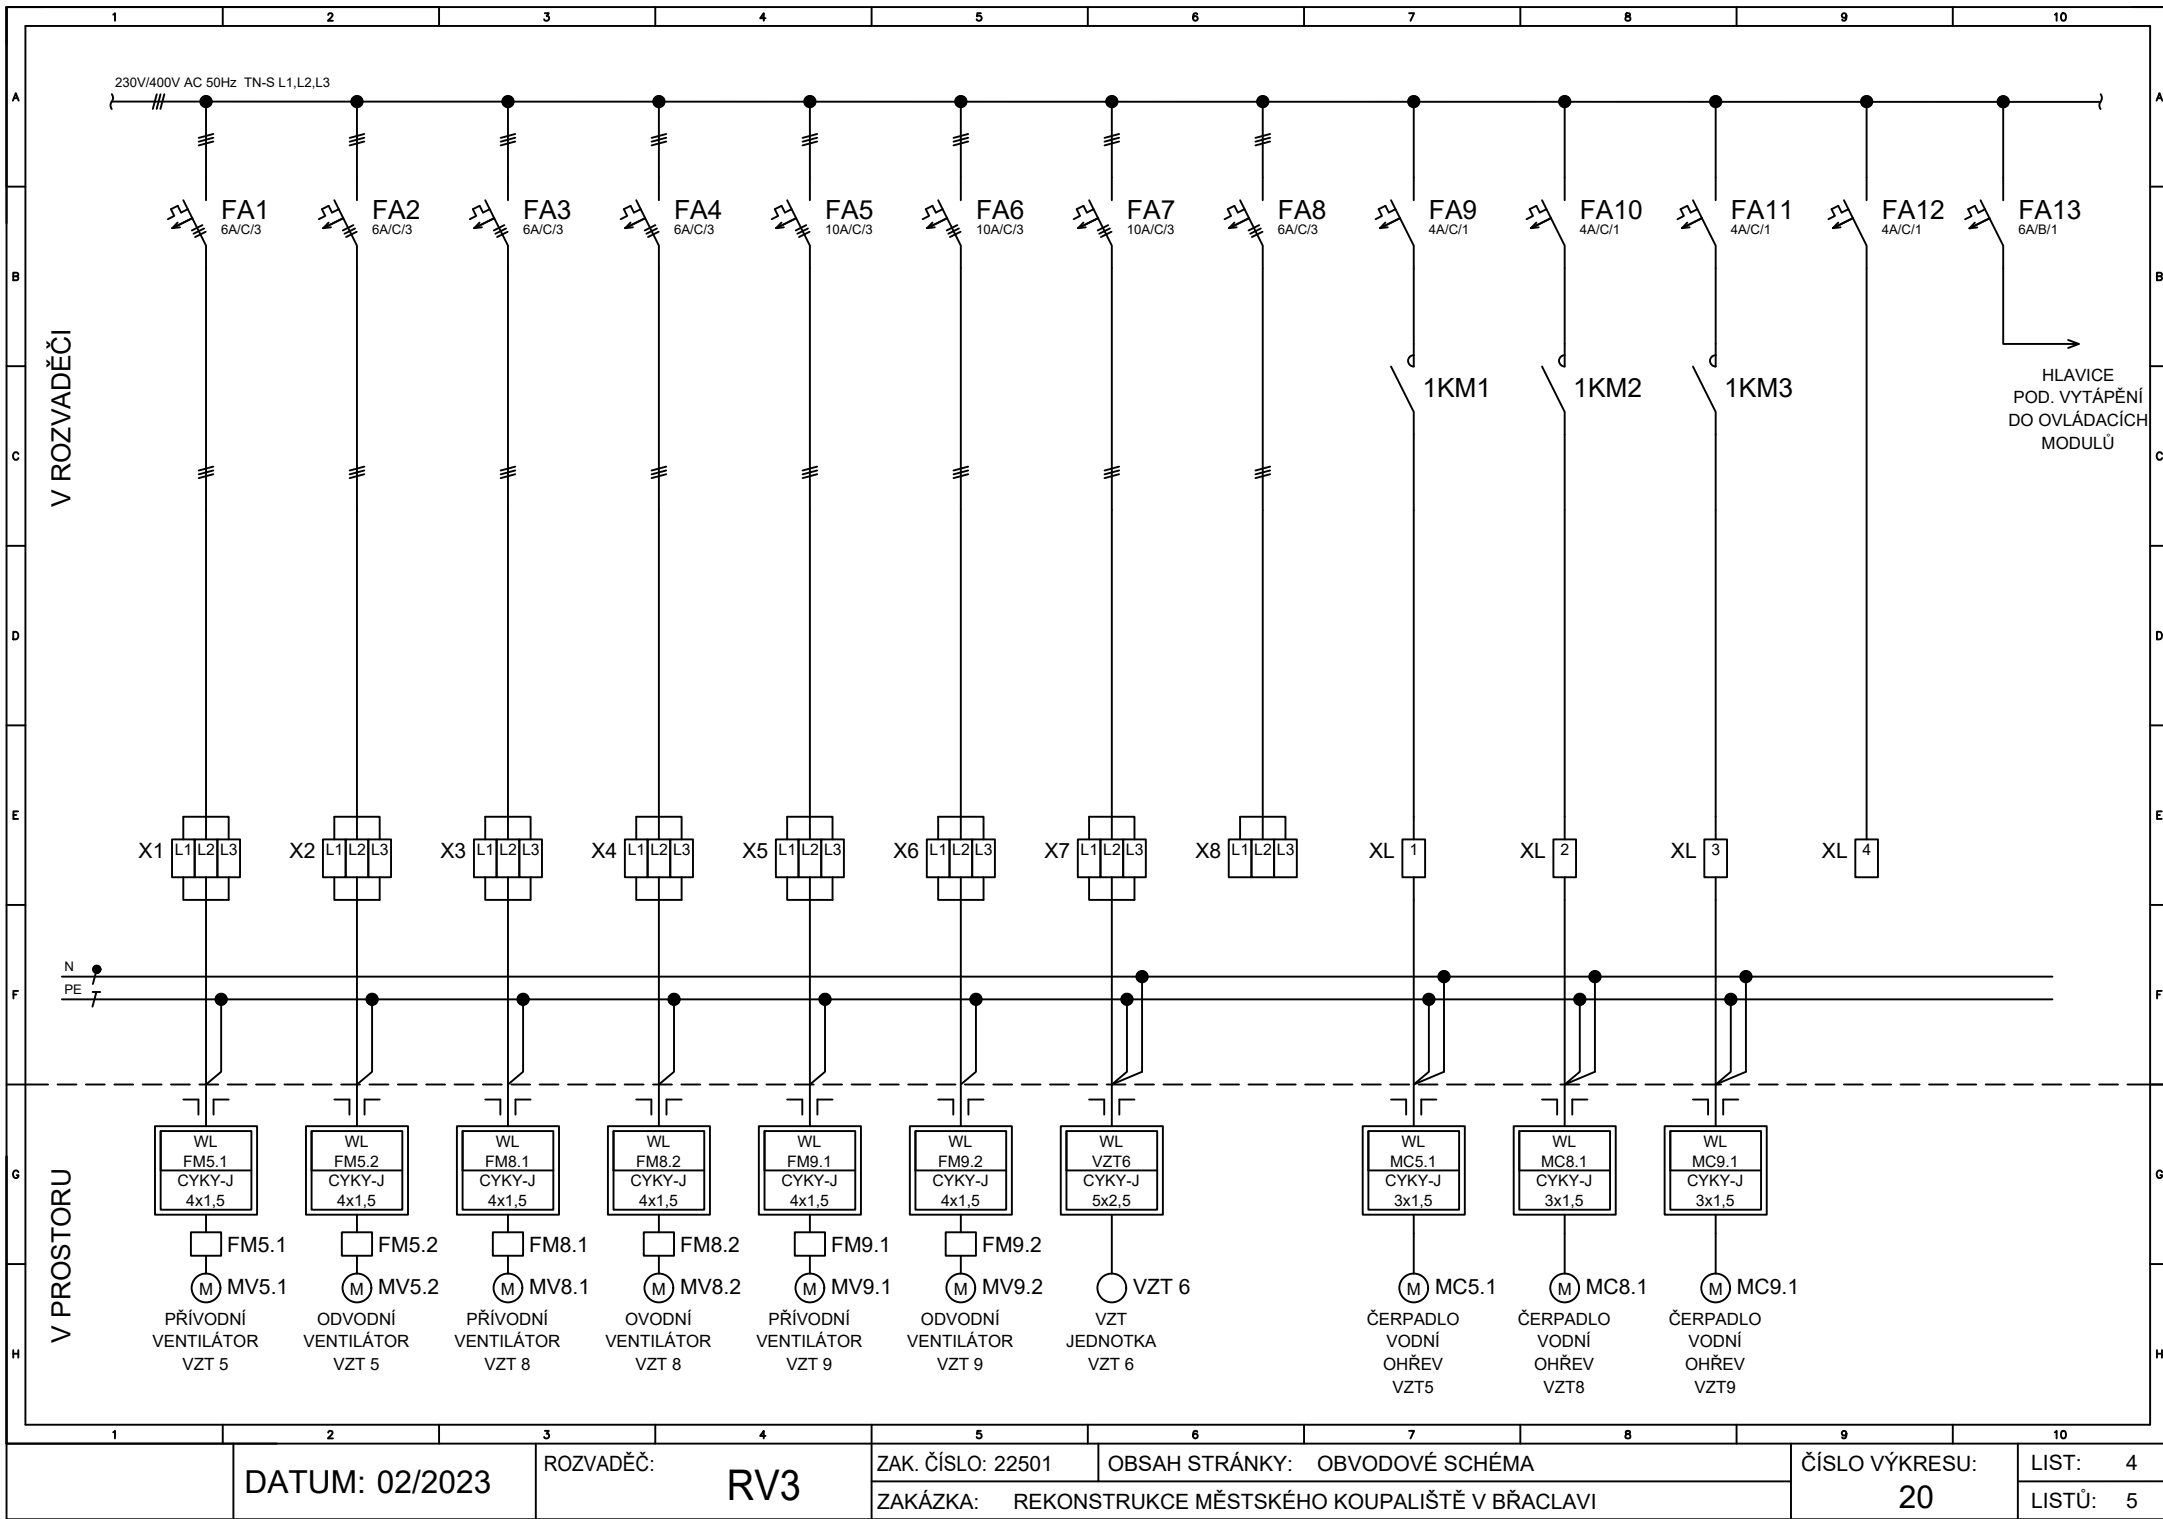 1 2 3 4 5 6 7 8 9 10
A A
230V/400V AC 50Hz TN-S L1,L2,L3
FA1 FA2 FA3 FA4 FA5 FA6 FA7 FA8 FA9 FA10 FA11 FA12 FA13
6A/C/3 6A/C/3 6A/C/3 6A/C/3 10A/C/3 10A/C/3 10A/C/3 6A/C/3 4A/C/1 4A/C/1 4A/C/1 4A/C/1 6A/B/1
B B
V ROZVADĚČI
1KM1 1KM2 1KM3
HLAVICE
POD. VYTÁPĚNÍ
DO OVLÁDACÍCH
MODULŮ
C C
D D
E E
X1 L1 L2 L3 X2 L1 L2 L3 X3 L1 L2 L3 X4 L1 L2 L3 X5 L1 L2 L3 X6 L1 L2 L3 X7 L1 L2 L3 X8 L1 L2 L3 XL 1 XL 2 XL 3 XL 4
N
PE
F F
V PROSTORU
G G
WL WL WL WL WL WL WL WL WL WL
FM5.1 FM5.2 FM8.1 FM8.2 FM9.1 FM9.2 VZT6 MC5.1 MC8.1 MC9.1
CYKY-J CYKY-J CYKY-J CYKY-J CYKY-J CYKY-J CYKY-J CYKY-J CYKY-J CYKY-J
4x1,5 4x1,5 4x1,5 4x1,5 4x1,5 4x1,5 5x2,5 3x1,5 3x1,5 3x1,5
FM5.1 FM5.2 FM8.1 FM8.2 FM9.1 FM9.2
M MV5.1 M MV5.2 M MV8.1 M MV8.2 M MV9.1 M MV9.2 VZT 6 M MC5.1 M MC8.1 M MC9.1
PŘÍVODNÍ ODVODNÍ PŘÍVODNÍ OVODNÍ PŘÍVODNÍ ODVODNÍ VZT ČERPADLO ČERPADLO ČERPADLO
VENTILÁTOR VENTILÁTOR VENTILÁTOR VENTILÁTOR VENTILÁTOR VENTILÁTOR JEDNOTKA VODNÍ VODNÍ VODNÍ
VZT 5 VZT 5 VZT 8 VZT 8 VZT 9 VZT 9 VZT 6 OHŘEV OHŘEV OHŘEV
VZT5 VZT8 VZT9
H H
1 2 3 4 5 6 7 8 9 10
DATUM: 02/2023
ROZVADĚČ:
RV3
ZAK. ČÍSLO: 22501
OBSAH STRÁNKY: OBVODOVÉ SCHÉMA
ZAKÁZKA: REKONSTRUKCE MĚSTSKÉHO KOUPALIŠTĚ V BŘACLAVI
ČÍSLO VÝKRESU:
20
LIST: 4
LISTŮ: 5